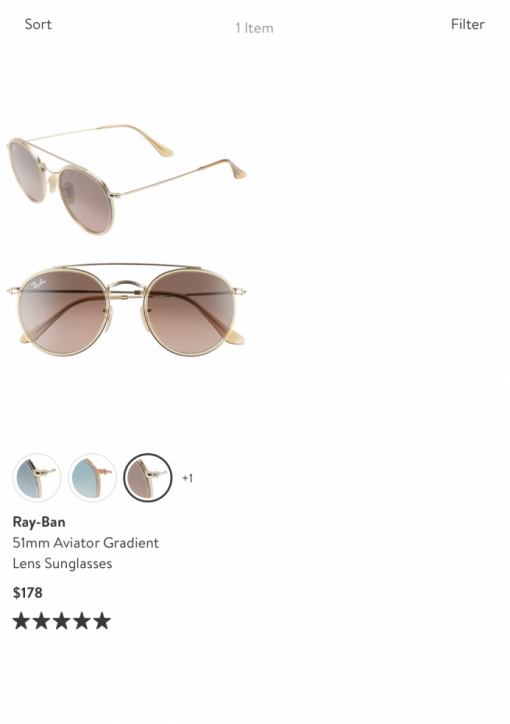 Sort
1 Item
Filter
Ray-Ban
+1
Ray-Ban
51mm Aviator Gradient
Lens Sunglasses
$178